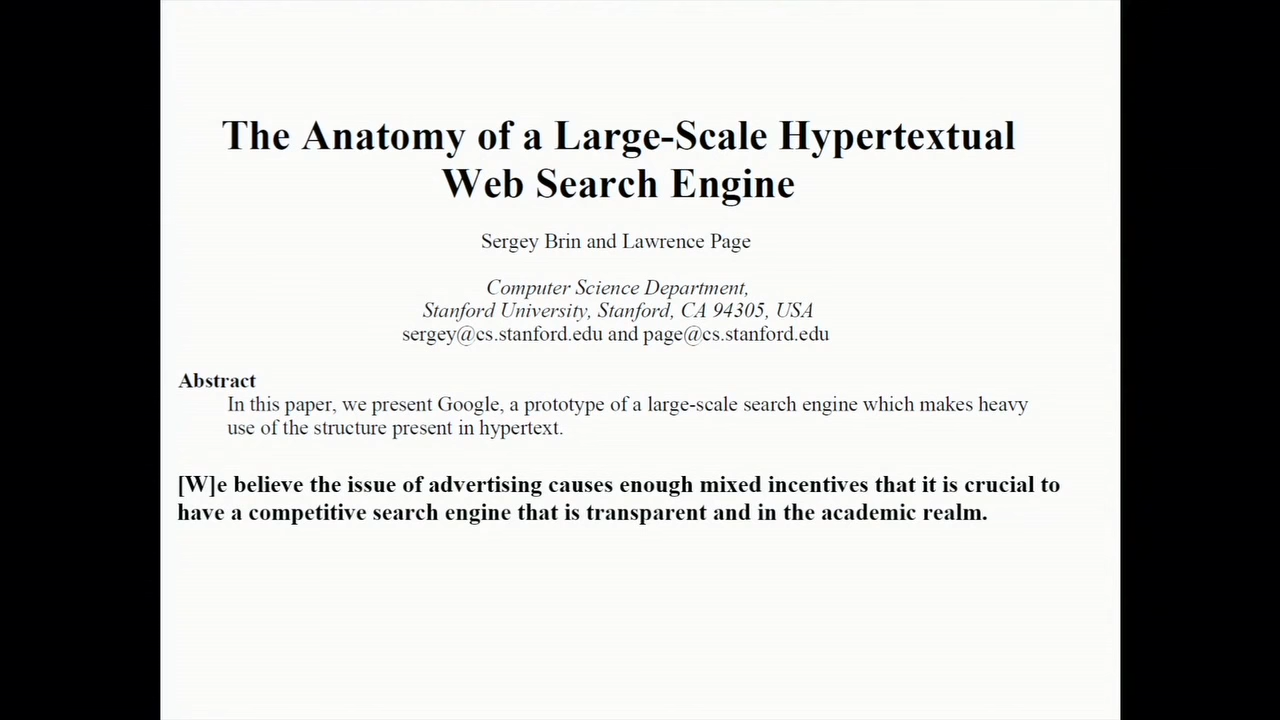 The Anatomy of a Large-Scale Hypertextual
Web Search Engine
Sergey Brin and Lawrence Page
Computer Science Department,
Stanford University, Stanford, CA 94305, USA
sergey@cs.stanford.edu and page@cs.stanford.edu
Abstract
In this paper, we present Google, a prototype of a large-scale search engine which makes heavy
use of the structure present in hypertext.
[W]e believe the issue of advertising causes enough mixed incentives that it is crucial to
have a competitive search engine that is transparent and in the academic realm.